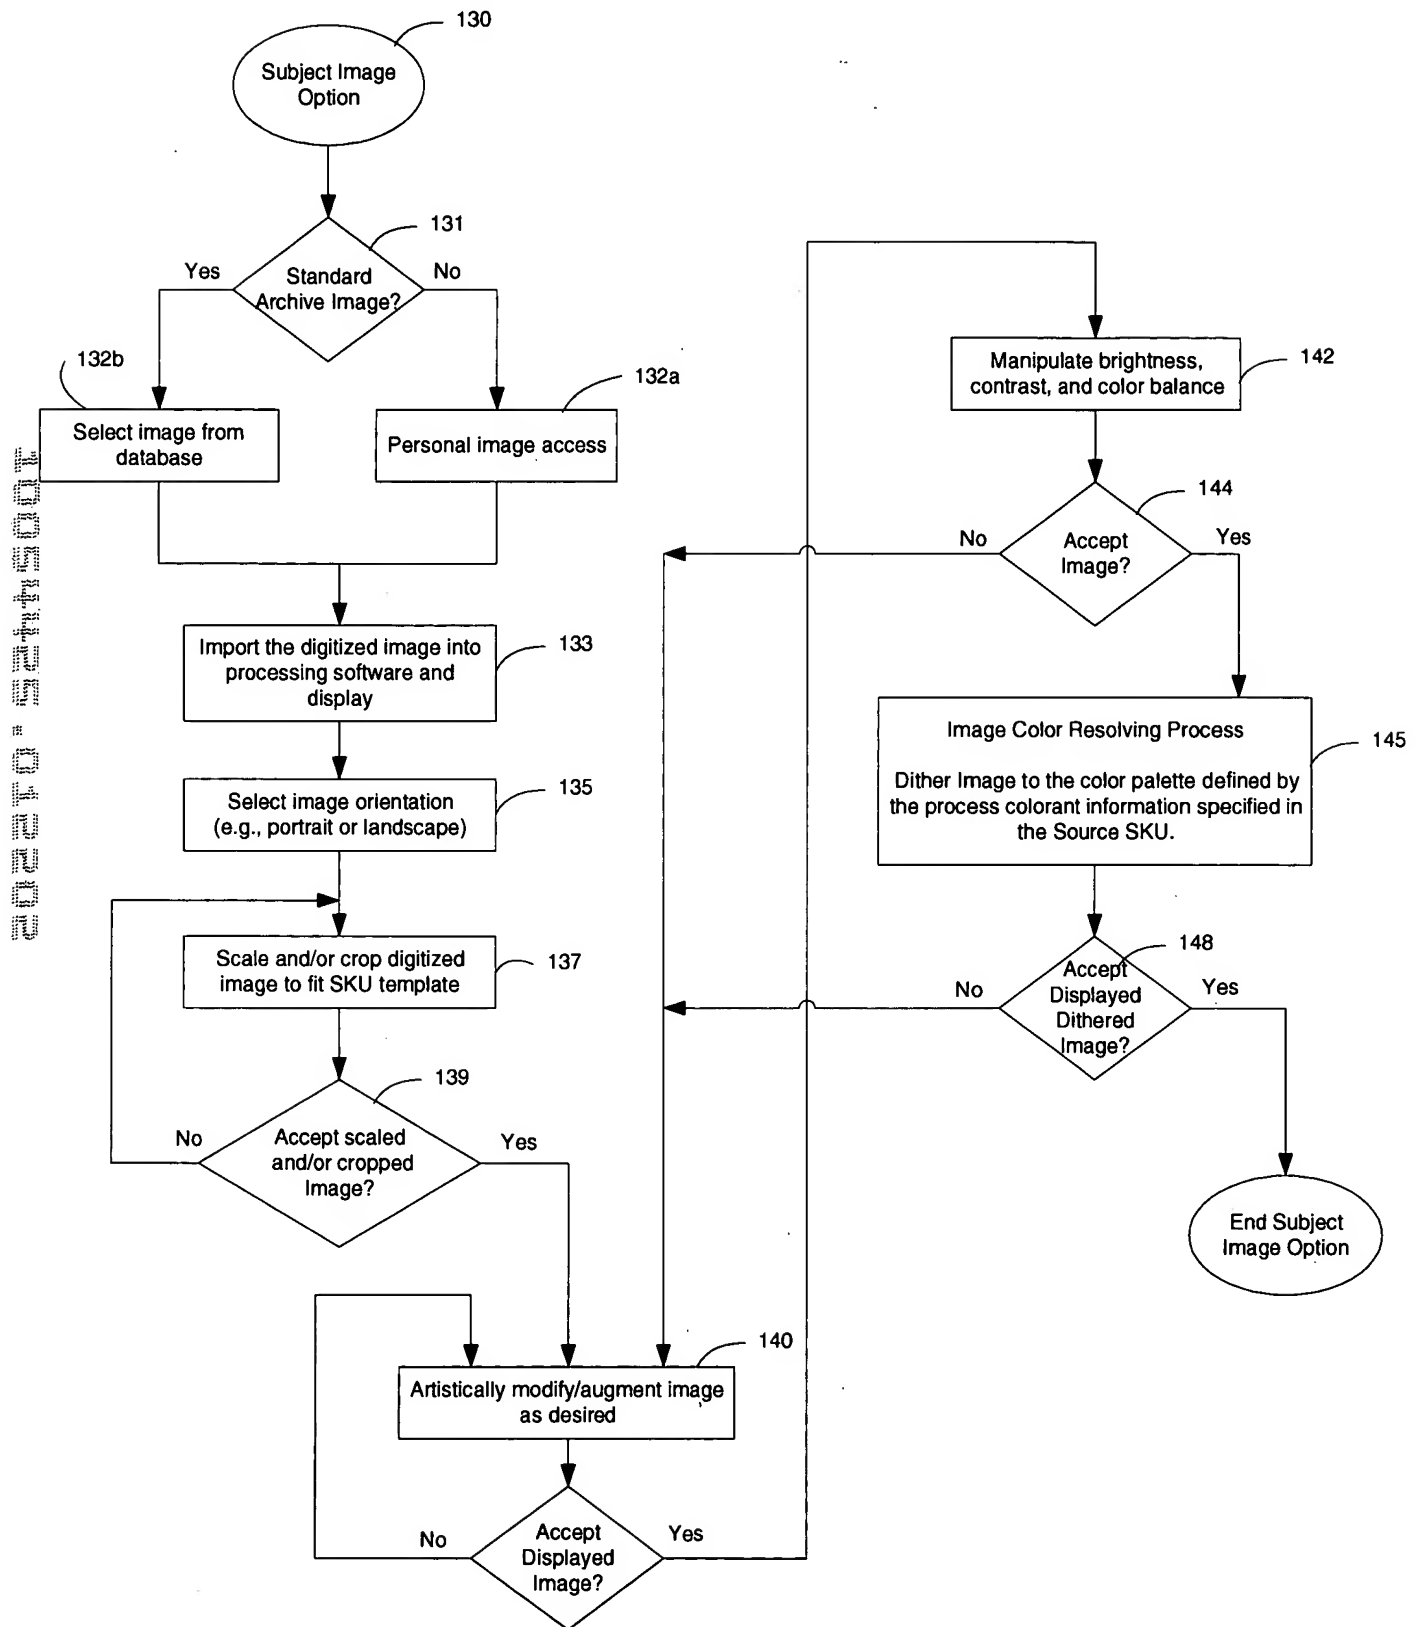 130
Subject Image
Option
131
Yes
No
Standard
Archive Image?
132b
132a
Select image from
database
Personal image access
133
Import the digitized image into
processing software and
display
135
Select image orientation
(e.g., portrait or landscape)
Scale and/or crop digitized
image to fit SKU template
137
139
No
Yes
Accept scaled
and/or cropped
Image?
140
Artistically modify/augment image
as desired
No
Yes
Accept
Displayed
Image?
Manipulate brightness,
contrast, and color balance
142
144
No
Yes
Accept
Image?
Image Color Resolving Process
145
Dither Image to the color palette defined by
the process colorant information specified in
the Source SKU.
148
No
Yes
Accept
Displayed
Dithered
Image?
End Subject
Image Option